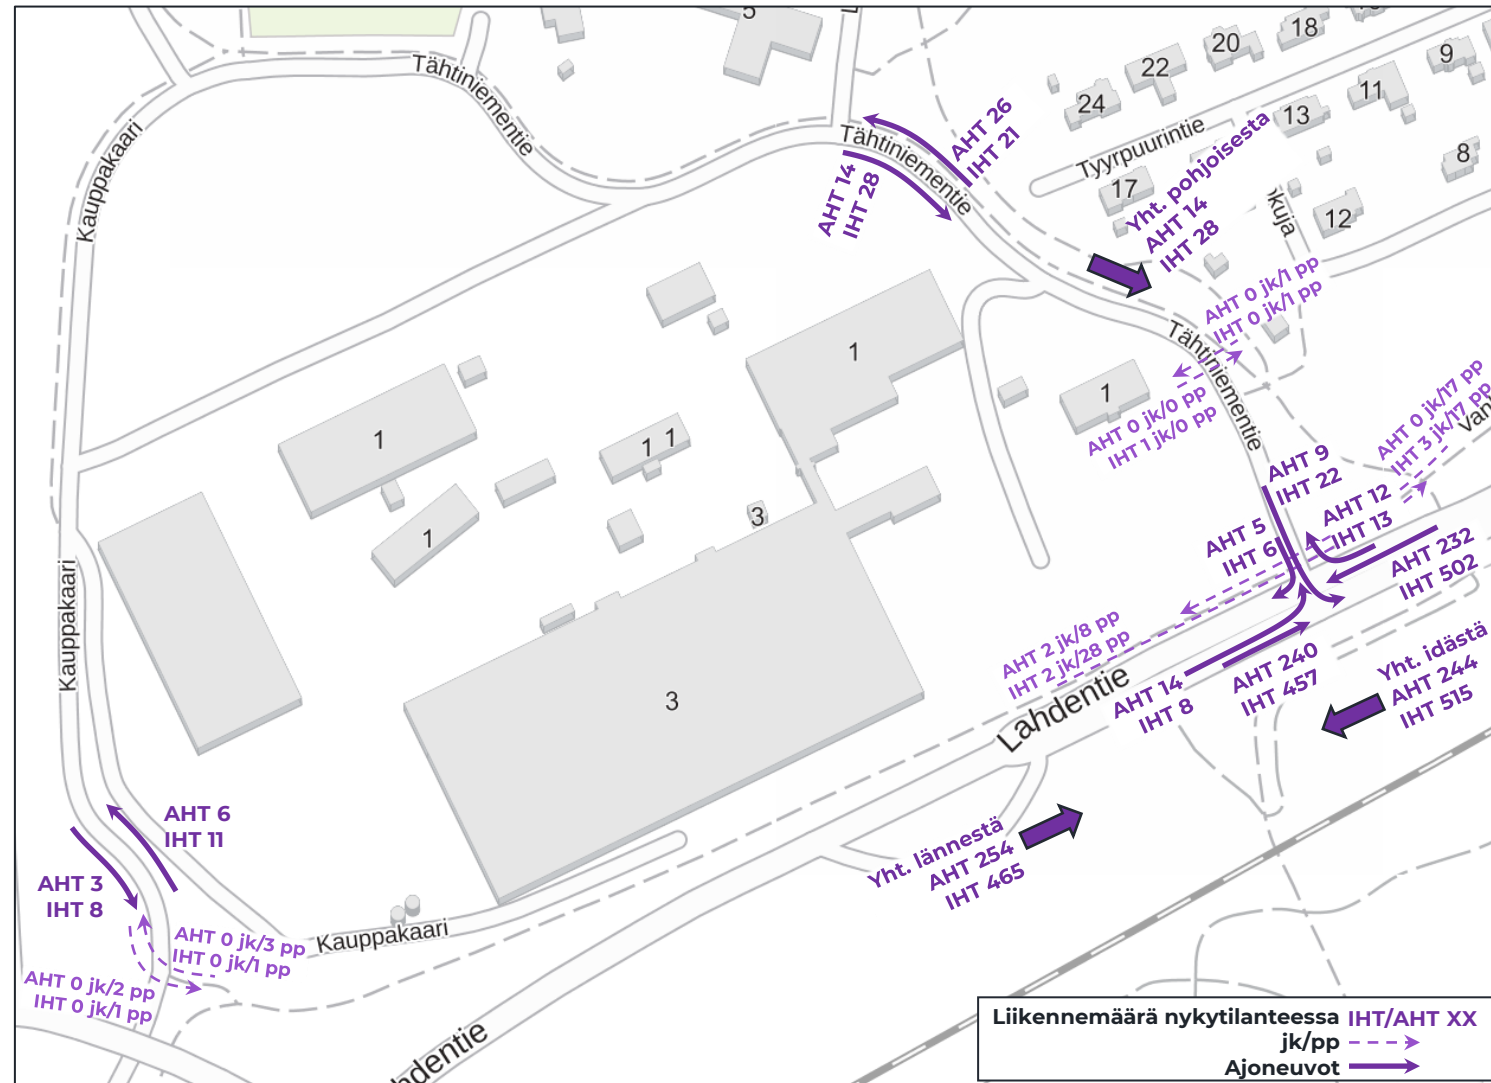 5
18
20
9
22
11
24
13
8
17
12
Tähtiniementie
Kauppakaari
Tähtiniementie
AHT 26
IHT 21
AHT 14
IHT 28
Tyyrpuurintie
Yht. pohjoisesta
AHT 14
IHT 28
kuja
AHT 0 jk/1 pp
IHT 0 jk/1 pp
Tähtiniementie
AHT 0 jk/0 pp
IHT 1 jk/0 pp
AHT 0 jk/17 pp
IHT 3 jk/17 pp
Van
1
1
1
1
1
1
3
3
AHT 9
IHT 22
AHT 12
IHT 13
AHT 5
IHT 6
AHT 232
IHT 502
Kauppakaari
AHT 2 jk/8 pp
IHT 2 jk/28 pp
Lahdentie
AHT 14
IHT 8
AHT 240
IHT 457
Yht. idästä
AHT 244
IHT 515
AHT 6
IHT 11
AHT 3
IHT 8
Yht. lännestä
AHT 254
IHT 465
Kauppakaari
AHT 0 jk/3 pp
IHT 0 jk/1 pp
AHT 0 jk/2 pp
IHT 0 jk/1 pp
hdentie
Liikennemäärä nykytilanteessa IHT/AHT XX
jk/pp
Ajoneuvot